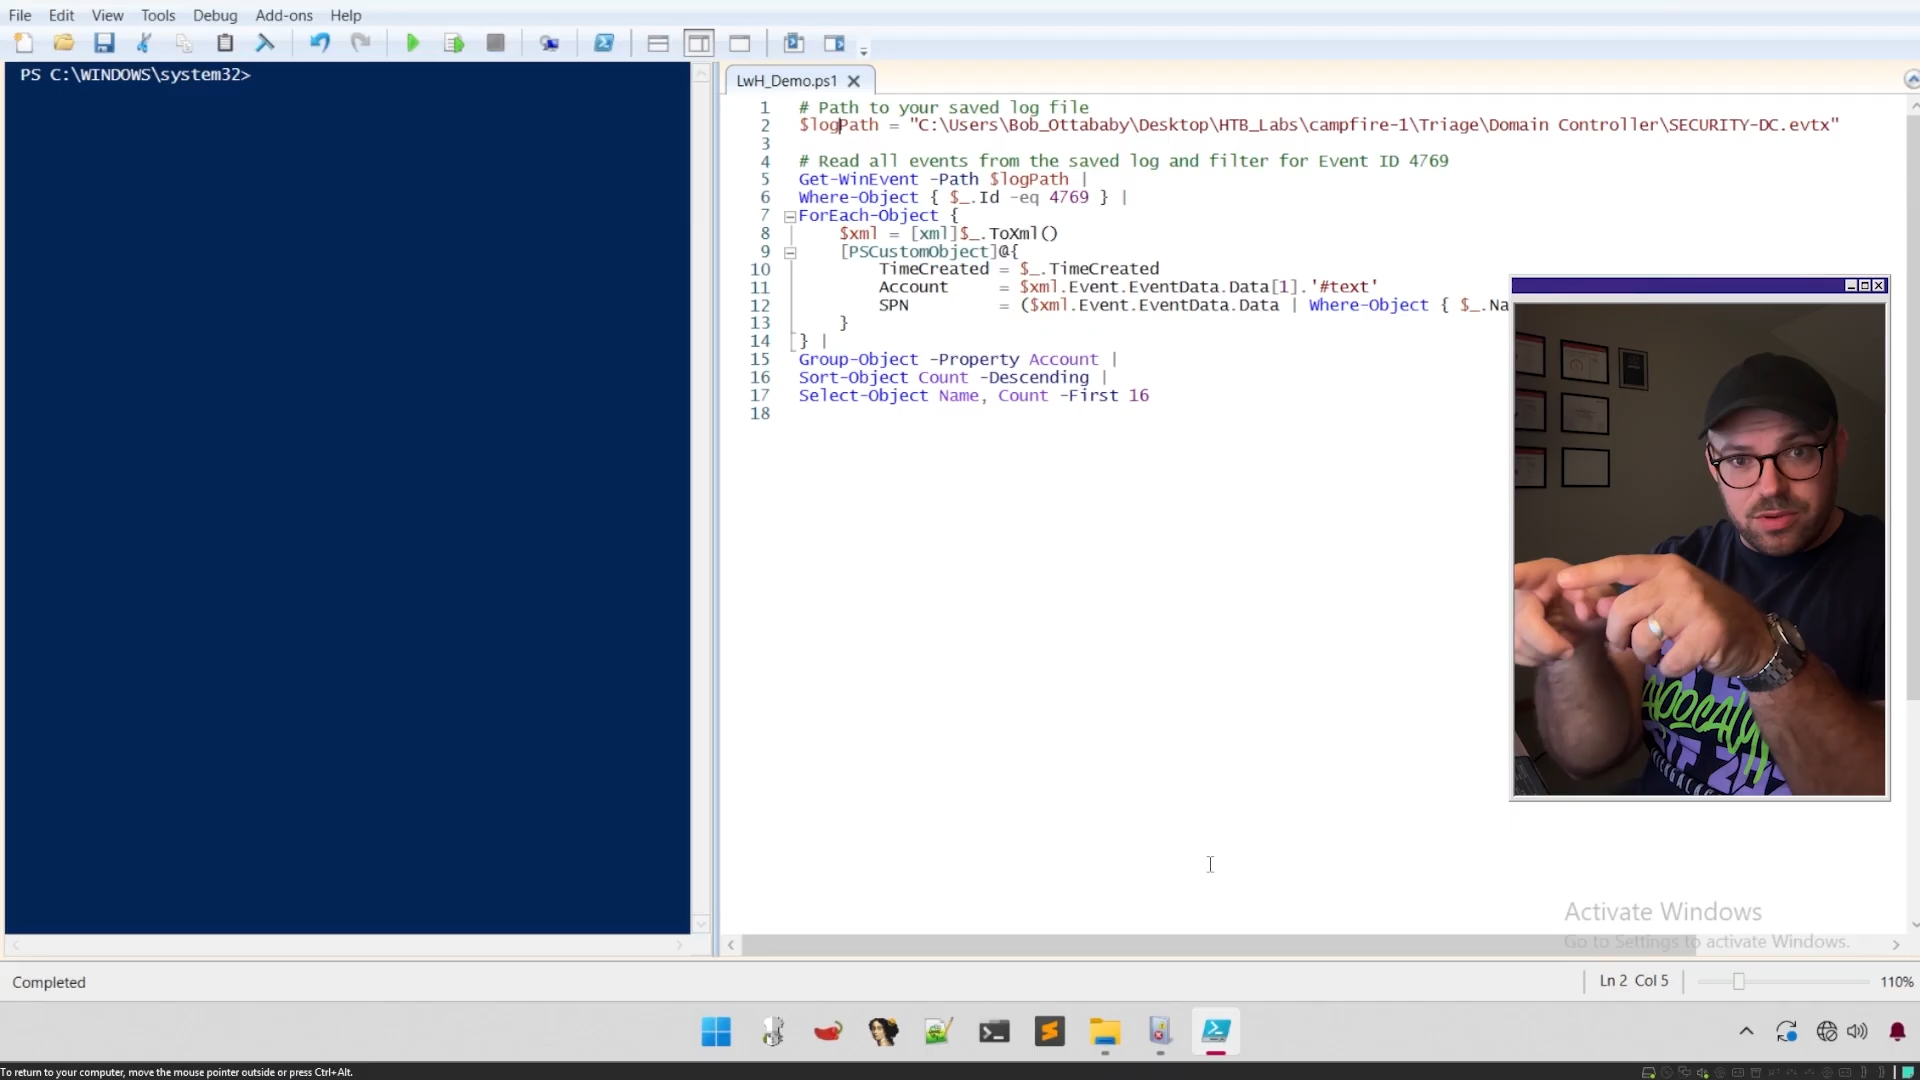 File Edit View Tools Debug Add-ons Help
PS C:\WINDOWS\system32>
LwH_Demo.ps1
1 # Path to your saved log file
2 $logPath = "C:\Users\Bob_Ottababy\Desktop\HTB_Labs\campfire-1\Triage\Domain Controller\SECURITY-DC.evtx"
3
4 # Read all events from the saved log and filter for Event ID 4769
5 Get-WinEvent -Path $logPath |
6 Where-Object { $_.Id -eq 4769 } |
7 ForEach-Object {
8 $xml = [xml]$_.ToXml()
9 [PSCustomObject]@{
10 TimeCreated = $_.TimeCreated
11 Account = $xml.Event.EventData.Data[1].'#text'
12 SPN = ($xml.Event.EventData.Data | Where-Object { $_.Na
13 }
14 } |
15 Group-Object -Property Account |
16 Sort-Object Count -Descending |
17 Select-Object Name, Count -First 16
18
Activate Windows
Go to Settings to activate Windows.
Completed
Ln 2 Col 5
110%
To return to your computer, move the mouse pointer outside or press Ctrl+Alt.